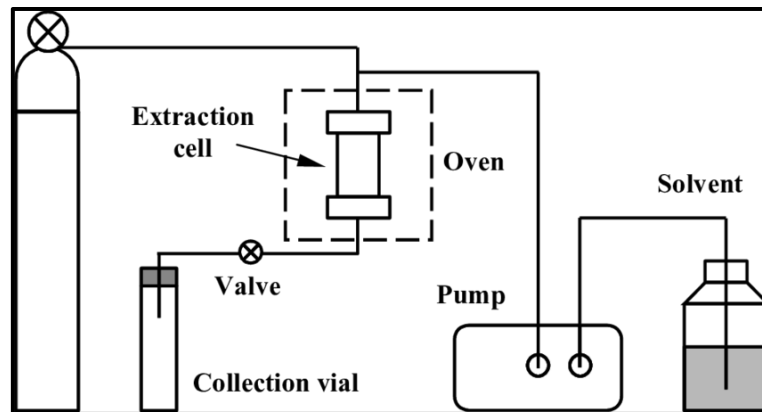 Extraction
cell
Oven
Solvent
Valve
Pump
Collection vial